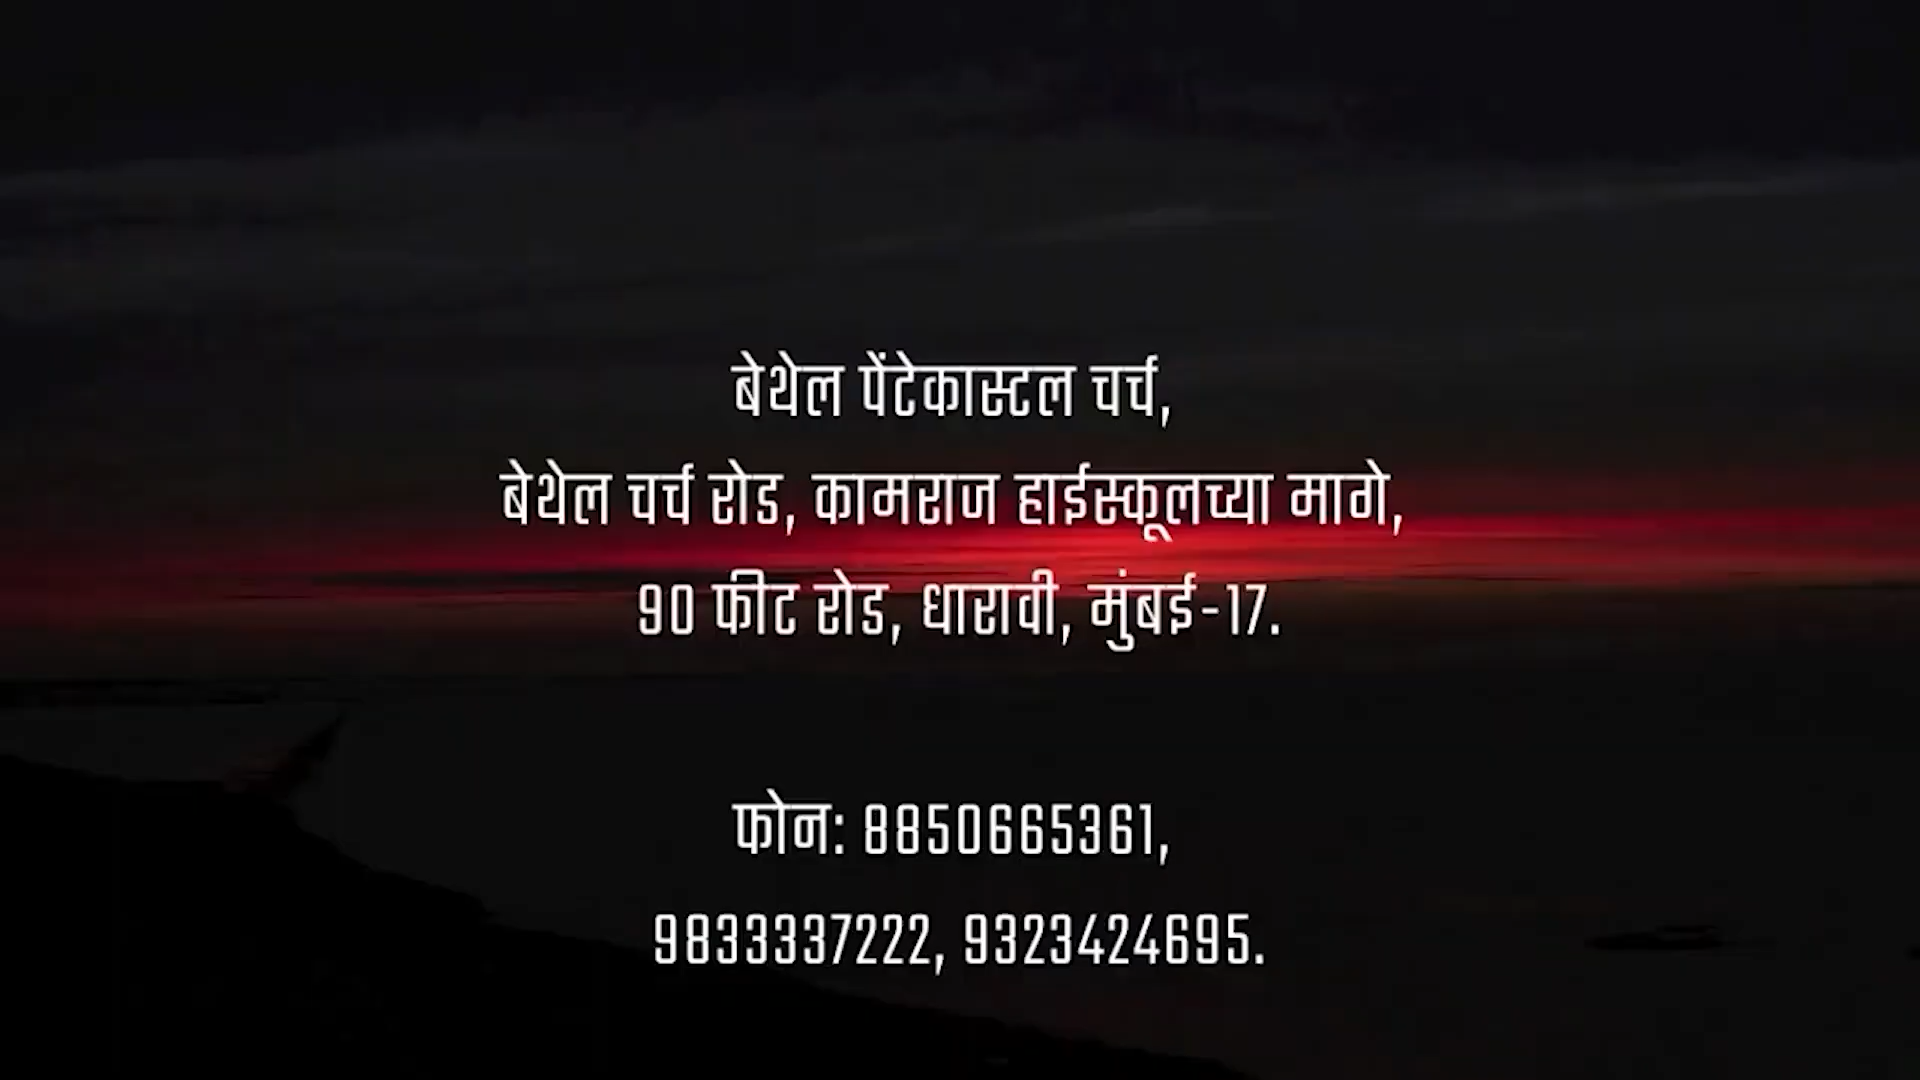 बेथेल पेंटेकास्टल चर्च,
बेथेल चर्च रोड, कामराज हाईस्कूलच्या मागे,
90 फीट रोड, धारावी, मुंबई-17.
फोन: 8850665361,
9833337222, 9323424695.